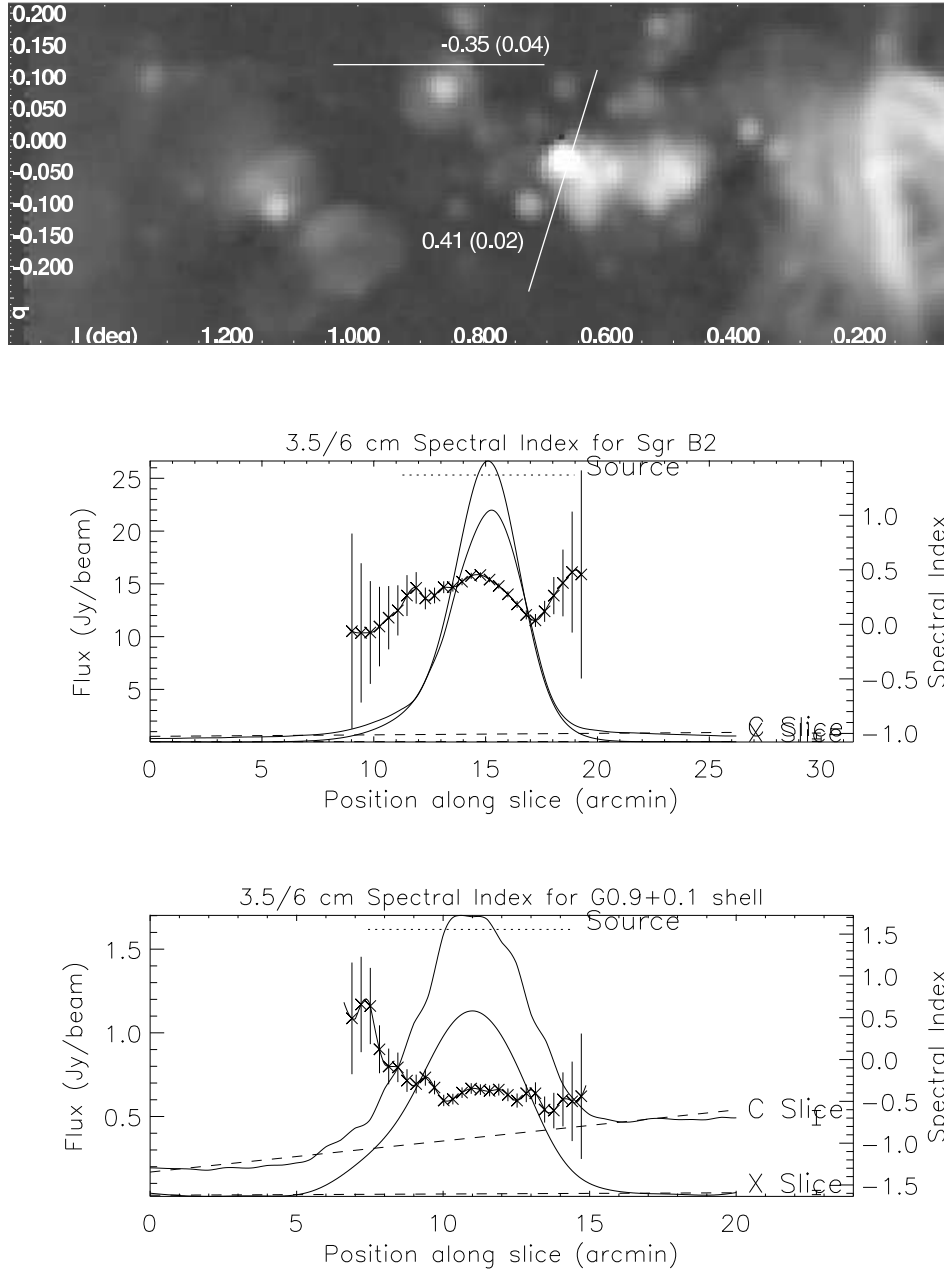 0.200
0.150
0.100
0.050
0.000
-0.050
-0.100
-0.150
-0.200
b
-0.35 (0.04)
0.41 (0.02)
l (deg) 1.200 1.000 0.800 0.600 0.400 0.200
3.5/6 cm Spectral Index for Sgr B2
Source
Flux (Jy/beam)
25
20
15
10
5
1.0
0.5
0.0
-0.5
-1.0
Spectral Index
C Slice
X Slice
0 5 10 15 20 25 30
Position along slice (arcmin)
3.5/6 cm Spectral Index for G0.9+0.1 shell
Source
Flux (Jy/beam)
1.5
1.0
0.5
1.5
1.0
0.5
0.0
-0.5
-1.0
-1.5
Spectral Index
C Slice
X Slice
0 5 10 15 20
Position along slice (arcmin)